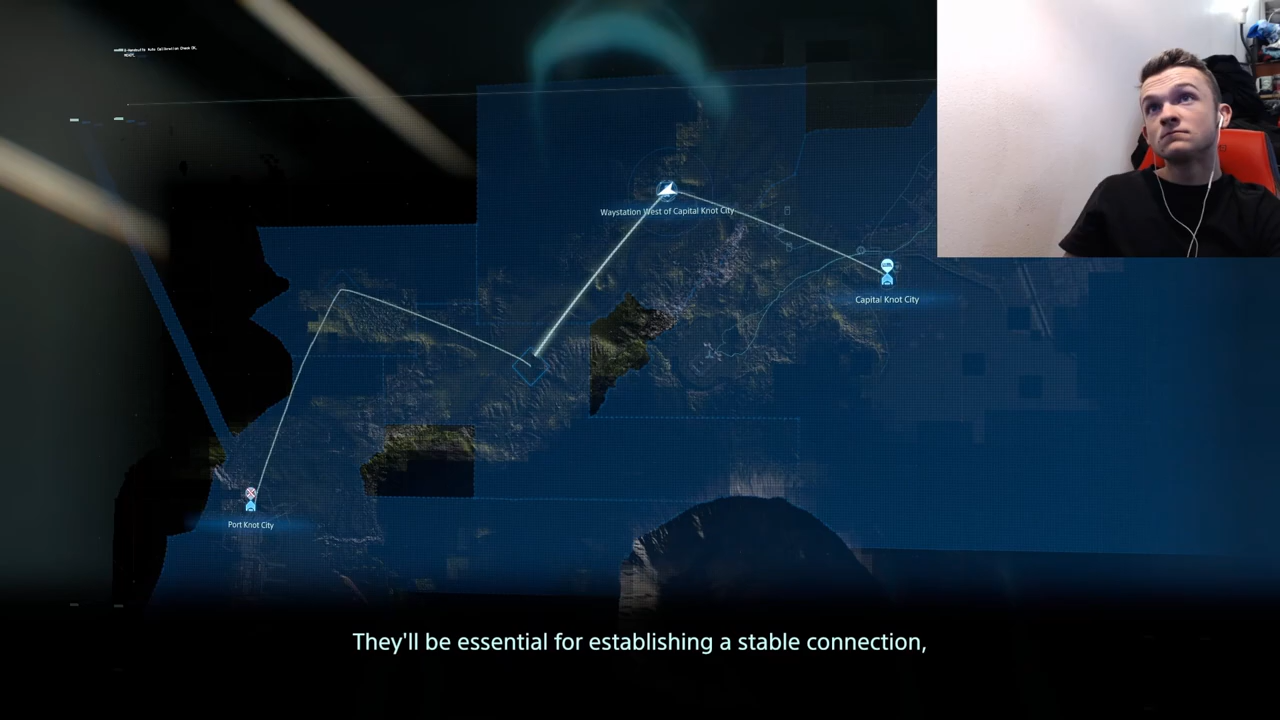 Waystation West of Capital Knot City
Capital Knot City
Port Knot City
They'll be essential for establishing a stable connection,